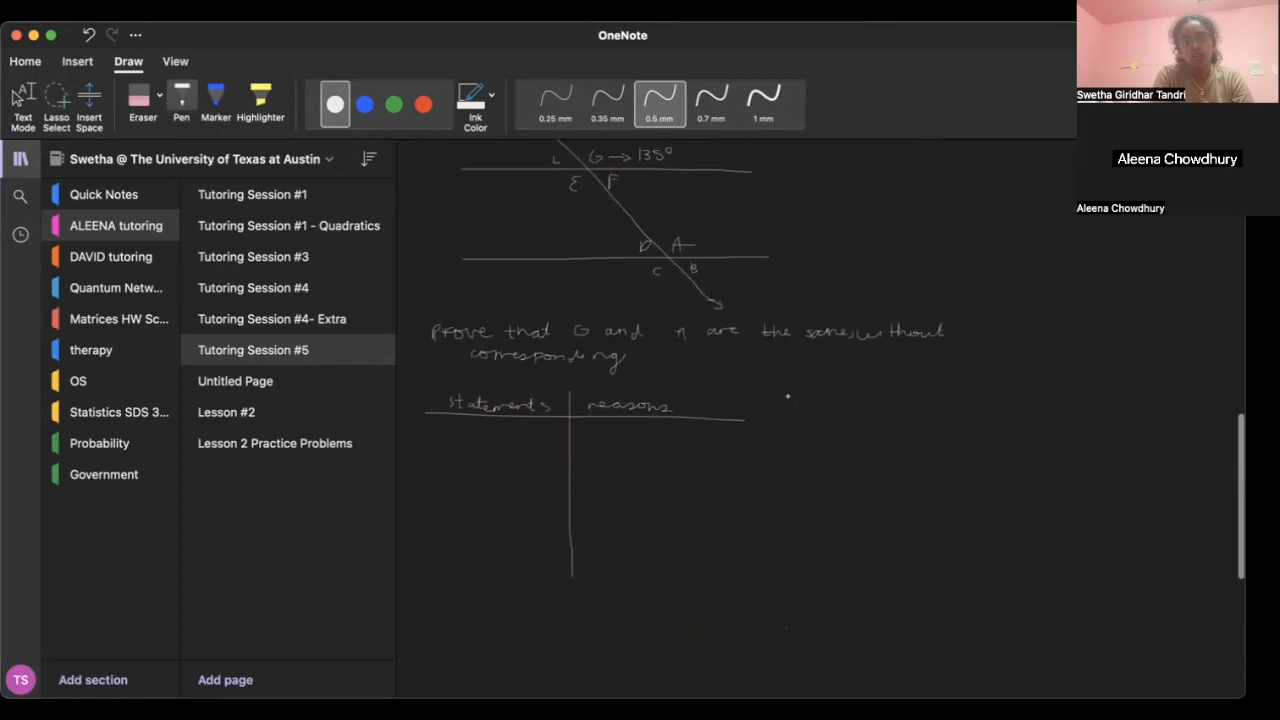 OneNote
Swetha Giridhar Tandri
Aleena Chowdhury
Aleena Chowdhury
Home Insert Draw View
Text Mode
Lasso Select
Insert Space
Eraser
Pen
Marker
Highlighter
0.25 mm
0.35 mm
0.5 mm
0.7 mm
1 mm
Ink Color
Swetha @ The University of Texas at Austin
Quick Notes
ALEENA tutoring
DAVID tutoring
Quantum Netw...
Matrices HW Sc...
therapy
OS
Statistics SDS 3...
Probability
Government
Tutoring Session #1
Tutoring Session #1 - Quadratics
Tutoring Session #3
Tutoring Session #4
Tutoring Session #4- Extra
Tutoring Session #5
Untitled Page
Lesson #2
Lesson 2 Practice Problems
L G → 135°
E F
D A
C B
Prove that G and A are the same, without
corresponding
statements reasons
TS
Add section
Add page